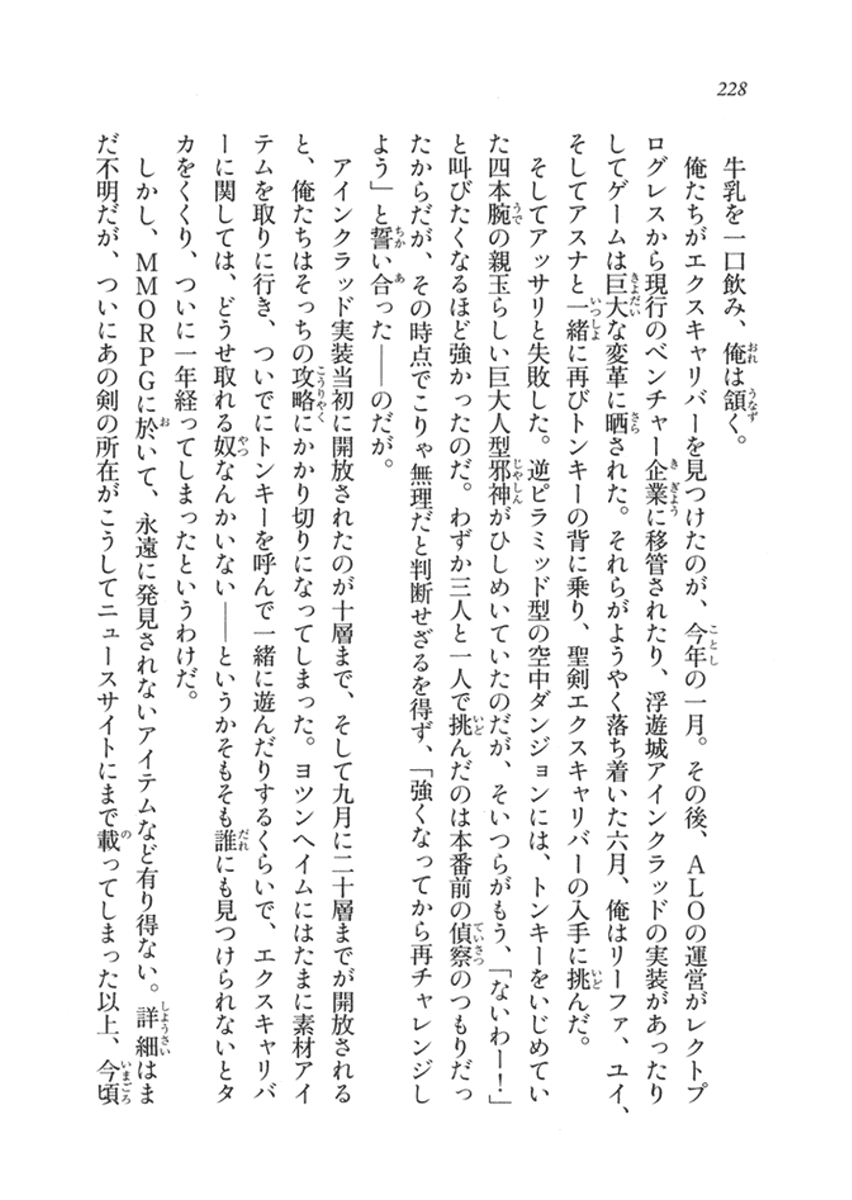 228
牛乳を一口飲み、俺は頷く。
俺たちがエクスキャリバーを見つけたのが、今年の一月。その後、ALOの運営がレクトプ
ログレスから現行のベンチャー企業に移管されたり、浮遊城アインクラッドの実装があったり
してゲームは巨大な変革に晒された。それらがようやく落ち着いた六月、俺はリーファ、ユイ、
そしてアスナと一緒に再びトンキーの背に乗り、聖剣エクスキャリバーの入手に挑んだ。
そしてアッサリと失敗した。逆ピラミッド型の空中ダンジョンには、トンキーをいじめてい
た四本腕の親玉らしい巨大人型邪神がひしめいていたのだが、そいつらがもう、「ないわー！」
と叫びたくなるほど強かったのだ。わずか三人と一人で挑んだのは本番前の偵察のつもりだっ
たからだが、その時点でこりゃ無理だと判断せざるを得ず、「強くなってから再チャレンジし
よう」と誓い合った――のだが。
アインクラッド実装当初に開放されたのが十層まで、そして九月に二十層までが開放される
と、俺たちはそっちの攻略にかかり切りになってしまった。ヨツンヘイムにはたまに素材アイ
テムを取りに行き、ついでにトンキーを呼んで一緒に遊んだりするくらいで、エクスキャリバ
ーに関しては、どうせ取れる奴なんかいない――というかそもそも誰にも見つけられないとタ
カをくくり、ついに一年経ってしまったというわけだ。
しかし、MMORPGに於いて、永遠に発見されないアイテムなど有り得ない。詳細はま
だ不明だが、ついにあの剣の所在がこうしてニュースサイトにまで載ってしまった以上、今頃